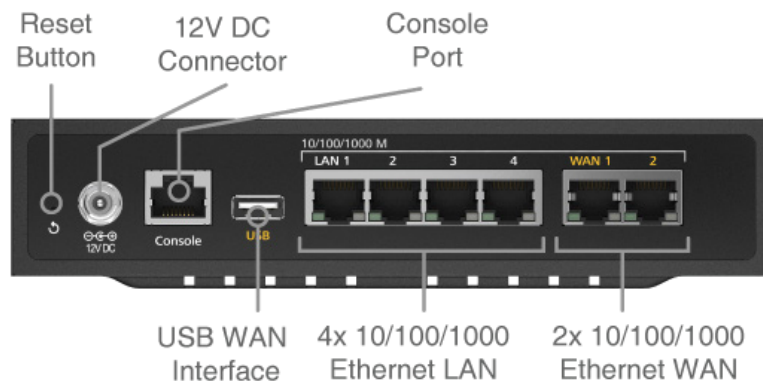 Reset
Button
12V DC
Connector
Console
Port
10/100/1000 M
LAN 1 2 3 4 WAN 1 2
12V DC
Console
USB
USB WAN
Interface
4x 10/100/1000
Ethernet LAN
2x 10/100/1000
Ethernet WAN